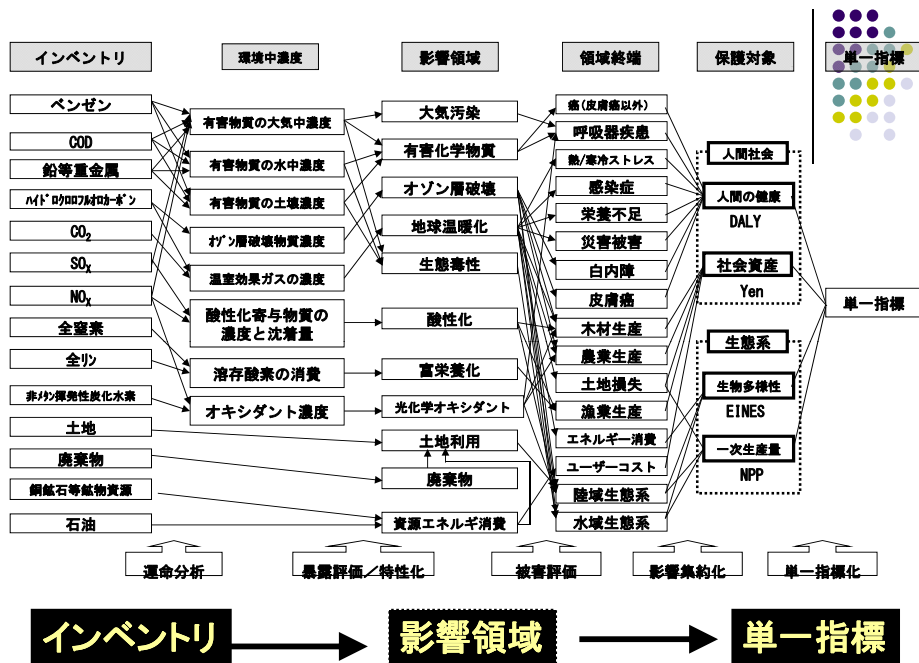 インベントリ
環境中濃度
影響領域
領域終端
保護対象
単一指標
ベンゼン
COD
鉛等重金属
ハイドロクロロフルオロカーボン
CO₂
SOX
NOX
全窒素
全リン
非メタン揮発性炭化水素
土地
廃棄物
銅鉱石等鉱物資源
石油
有害物質の大気中濃度
有害物質の水中濃度
有害物質の土壌濃度
オゾン層破壊物質濃度
温室効果ガスの濃度
酸性化寄与物質の
濃度と沈着量
溶存酸素の消費
オキシダント濃度
大気汚染
有害化学物質
オゾン層破壊
地球温暖化
生態毒性
酸性化
富栄養化
光化学オキシダント
土地利用
廃棄物
資源エネルギ消費
癌(皮膚癌以外)
呼吸器疾患
熱/寒冷ストレス
感染症
栄養不足
災害被害
白内障
皮膚癌
木材生産
農業生産
土地損失
漁業生産
エネルギー消費
ユーザーコスト
陸域生態系
水域生態系
人間社会
人間の健康
DALY
社会資産
Yen
生態系
生物多様性
EINES
一次生産量
NPP
単一指標
運命分析
暴露評価／特性化
被害評価
影響集約化
単一指標化
インベントリ
影響領域
単一指標